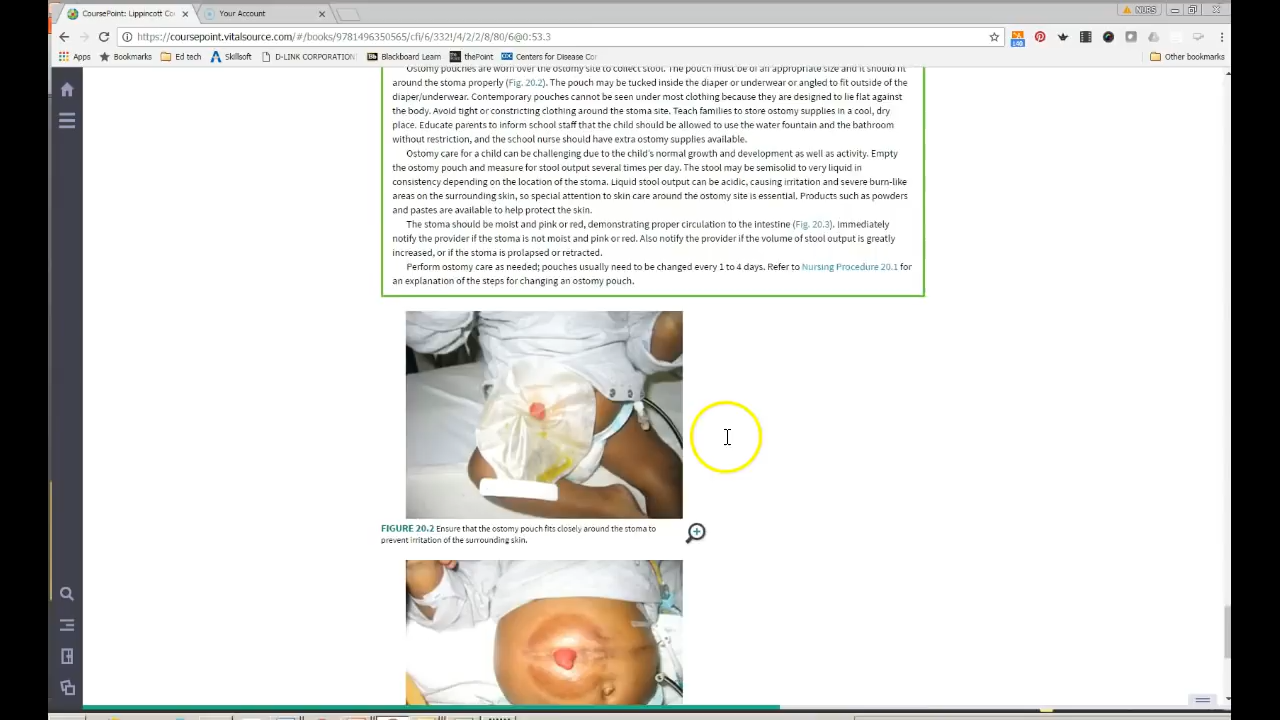 CoursePoint: Lippincott Co
Your Account
NURS
https://coursepoint.vitalsource.com/#/books/9781496350565/cfi/6/332!/4/2/2/8/80/6@0:53.3
140
Apps
Bookmarks
Ed tech
Skillsoft
D-LINK CORPORATION
Blackboard Learn
thePoint
CDC
Centers for Disease Co
Other bookmarks
Ostomy pouches are worn over the ostomy site to collect stool. The pouch must be of an appropriate size and it should fit
around the stoma properly (Fig. 20.2). The pouch may be tucked inside the diaper or underwear or angled to fit outside of the
diaper/underwear. Contemporary pouches cannot be seen under most clothing because they are designed to lie flat against
the body. Avoid tight or constricting clothing around the stoma site. Teach families to store ostomy supplies in a cool, dry
place. Educate parents to inform school staff that the child should be allowed to use the water fountain and the bathroom
without restriction, and the school nurse should have extra ostomy supplies available.
Ostomy care for a child can be challenging due to the child's normal growth and development as well as activity. Empty
the ostomy pouch and measure for stool output several times per day. The stool may be semisolid to very liquid in
consistency depending on the location of the stoma. Liquid stool output can be acidic, causing irritation and severe burn-like
areas on the surrounding skin, so special attention to skin care around the ostomy site is essential. Products such as powders
and pastes are available to help protect the skin.
The stoma should be moist and pink or red, demonstrating proper circulation to the intestine (Fig. 20.3). Immediately
notify the provider if the stoma is not moist and pink or red. Also notify the provider if the volume of stool output is greatly
increased, or if the stoma is prolapsed or retracted.
Perform ostomy care as needed; pouches usually need to be changed every 1 to 4 days. Refer to Nursing Procedure 20.1 for
an explanation of the steps for changing an ostomy pouch.
FIGURE 20.2 Ensure that the ostomy pouch fits closely around the stoma to
prevent irritation of the surrounding skin.